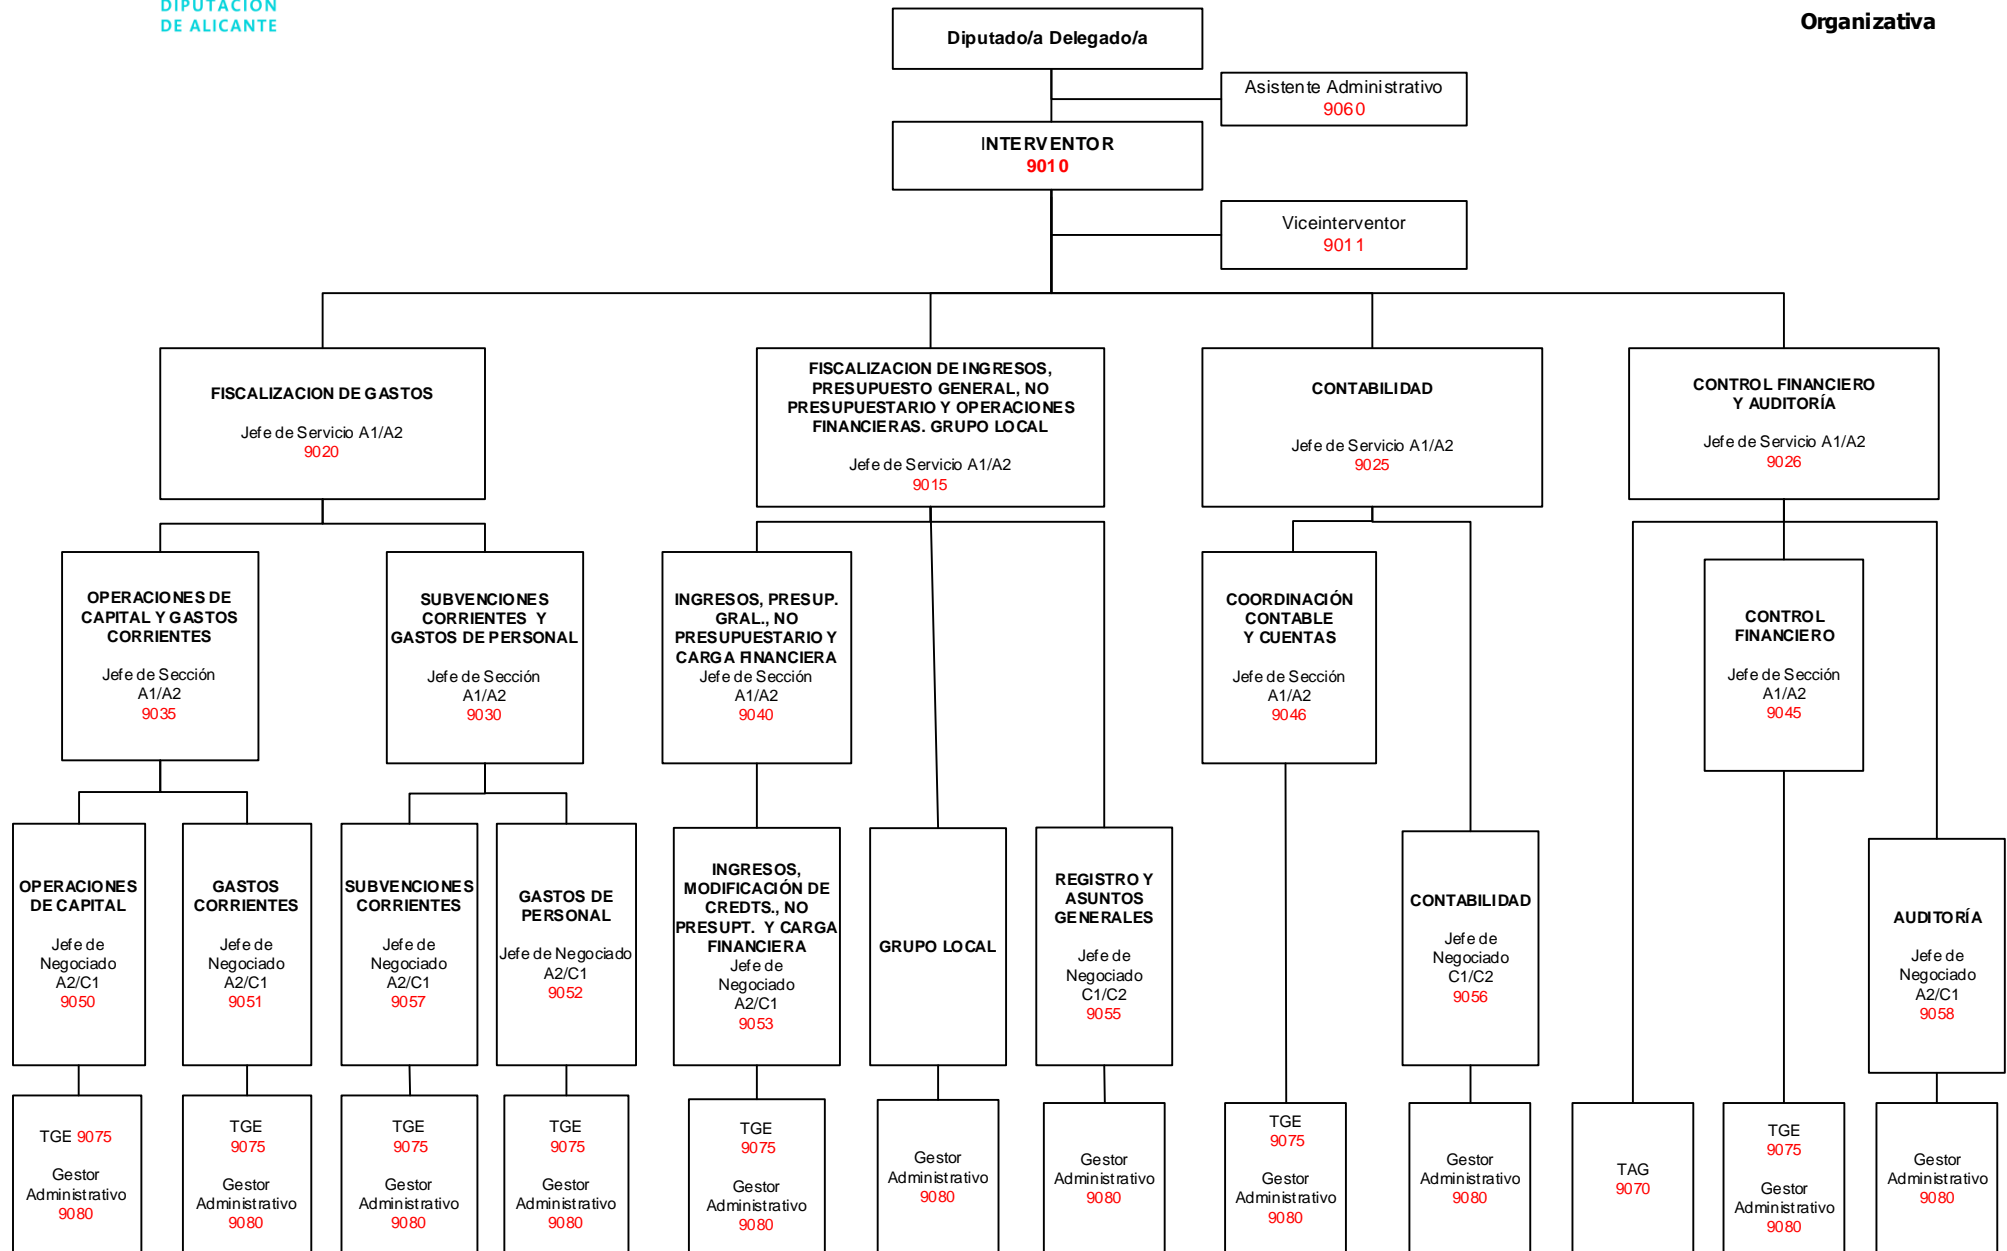 DIPUTACIÓN
DE ALICANTE
Organizativa
Diputado/a Delegado/a
Asistente Administrativo
9060
INTERVENTOR
9010
Viceinterventor
9011
FISCALIZACION DE GASTOS
Jefe de Servicio A1/A2
9020
FISCALIZACION DE INGRESOS,
PRESUPUESTO GENERAL, NO
PRESUPUESTARIO Y OPERACIONES
FINANCIERAS. GRUPO LOCAL
Jefe de Servicio A1/A2
9015
CONTABILIDAD
Jefe de Servicio A1/A2
9025
CONTROL FINANCIERO
Y AUDITORÍA
Jefe de Servicio A1/A2
9026
OPERACIONES DE
CAPITAL Y GASTOS
CORRIENTES
Jefe de Sección
A1/A2
9035
SUBVENCIONES
CORRIENTES Y
GASTOS DE PERSONAL
Jefe de Sección
A1/A2
9030
INGRESOS, PRESUP.
GRAL., NO
PRESUPUESTARIO Y
CARGA FINANCIERA
Jefe de Sección
A1/A2
9040
COORDINACIÓN
CONTABLE
Y CUENTAS
Jefe de Sección
A1/A2
9046
CONTROL
FINANCIERO
Jefe de Sección
A1/A2
9045
OPERACIONES
DE CAPITAL
Jefe de
Negociado
A2/C1
9050
GASTOS
CORRIENTES
Jefe de
Negociado
A2/C1
9051
SUBVENCIONES
CORRIENTES
Jefe de
Negociado
A2/C1
9057
GASTOS DE
PERSONAL
Jefe de Negociado
A2/C1
9052
INGRESOS,
MODIFICACIÓN DE
CREDTS., NO
PRESUPT. Y CARGA
FINANCIERA
Jefe de
Negociado
A2/C1
9053
GRUPO LOCAL
REGISTRO Y
ASUNTOS
GENERALES
Jefe de
Negociado
C1/C2
9055
CONTABILIDAD
Jefe de
Negociado
C1/C2
9056
AUDITORÍA
Jefe de
Negociado
A2/C1
9058
TGE 9075
Gestor
Administrativo
9080
TGE
9075
Gestor
Administrativo
9080
TGE
9075
Gestor
Administrativo
9080
TGE
9075
Gestor
Administrativo
9080
TGE
9075
Gestor
Administrativo
9080
Gestor
Administrativo
9080
Gestor
Administrativo
9080
TGE
9075
Gestor
Administrativo
9080
Gestor
Administrativo
9080
TAG
9070
TGE
9075
Gestor
Administrativo
9080
Gestor
Administrativo
9080